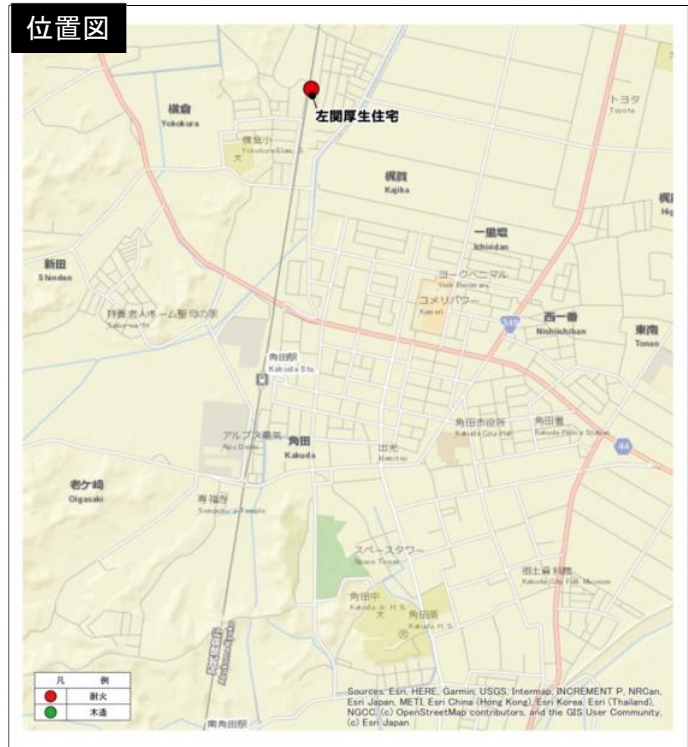 位置図
左関厚生住宅
横倉
Yokokura
横倉小
トヨタ
Toyota
梶賀
Kajika
一里壇
Ichiridan
新田
Shinden
ヨークベニマル
コメリパワー
Komeri
西一番
Nishiichiban
東南
Tonan
349
特養老人ホーム聖母の家
角田駅
Kakuda Sta.
アルプス電気
角田
Kakuda
出光
Idemitsu
角田市役所
Kakuda City Hall
角田署
Kakuda Police Station
44
老ケ崎
Oigasaki
専福寺
スペースタワー
Space Tower
郷土資料館
Kakuda City Folk Museum
角田中
Kakuda Jr. H. S.
角田高
Kakuda H. S.
南角田駅
凡 例
耐火
木造
Sources: Esri, HERE, Garmin, USGS, Intermap, INCREMENT P, NRCan,
Esri Japan, METI, Esri China (Hong Kong), Esri Korea, Esri (Thailand),
NGCC, (c) OpenStreetMap contributors, and the GIS User Community,
(c) Esri Japan